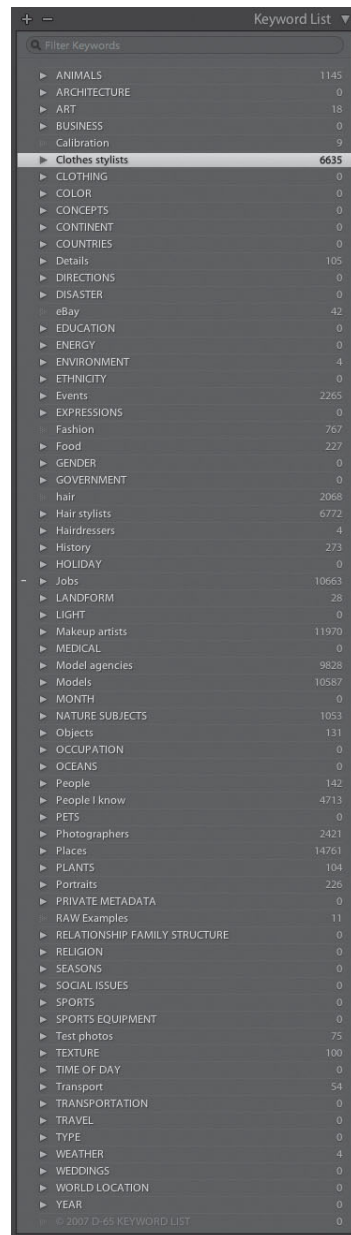 + − Keyword List ▼
Filter Keywords
► ANIMALS 1145
► ARCHITECTURE 0
► ART 18
► BUSINESS 0
Calibration 9
► Clothes stylists 6635
► CLOTHING 0
► COLOR 0
► CONCEPTS 0
► CONTINENT 0
► COUNTRIES 0
► Details 105
► DIRECTIONS 0
► DISASTER 0
eBay 42
► EDUCATION 0
► ENERGY 0
► ENVIRONMENT 4
► ETHNICITY 0
► Events 2265
► EXPRESSIONS 0
Fashion 767
► Food 227
► GENDER 0
► GOVERNMENT 0
hair 2068
► Hair stylists 6772
► Hairdressers 4
► History 273
► HOLIDAY 0
− ► Jobs 10663
► LANDFORM 28
► LIGHT 0
► Makeup artists 11970
► MEDICAL 0
► Model agencies 9828
► Models 10587
► MONTH 0
► NATURE SUBJECTS 1053
► Objects 131
► OCCUPATION 0
► OCEANS 0
► People 142
► People I know 4713
► PETS 0
► Photographers 2421
► Places 14761
► PLANTS 104
► Portraits 226
► PRIVATE METADATA 0
RAW Examples 11
► RELATIONSHIP FAMILY STRUCTURE 0
► RELIGION 0
► SEASONS 0
► SOCIAL ISSUES 0
► SPORTS 0
► SPORTS EQUIPMENT 0
► Test photos 75
► TEXTURE 100
► TIME OF DAY 0
► Transport 54
► TRANSPORTATION 0
► TRAVEL 0
► TYPE 0
► WEATHER 4
► WEDDINGS 0
► WORLD LOCATION 0
► YEAR 0
© 2007 D-65 KEYWORD LIST 0